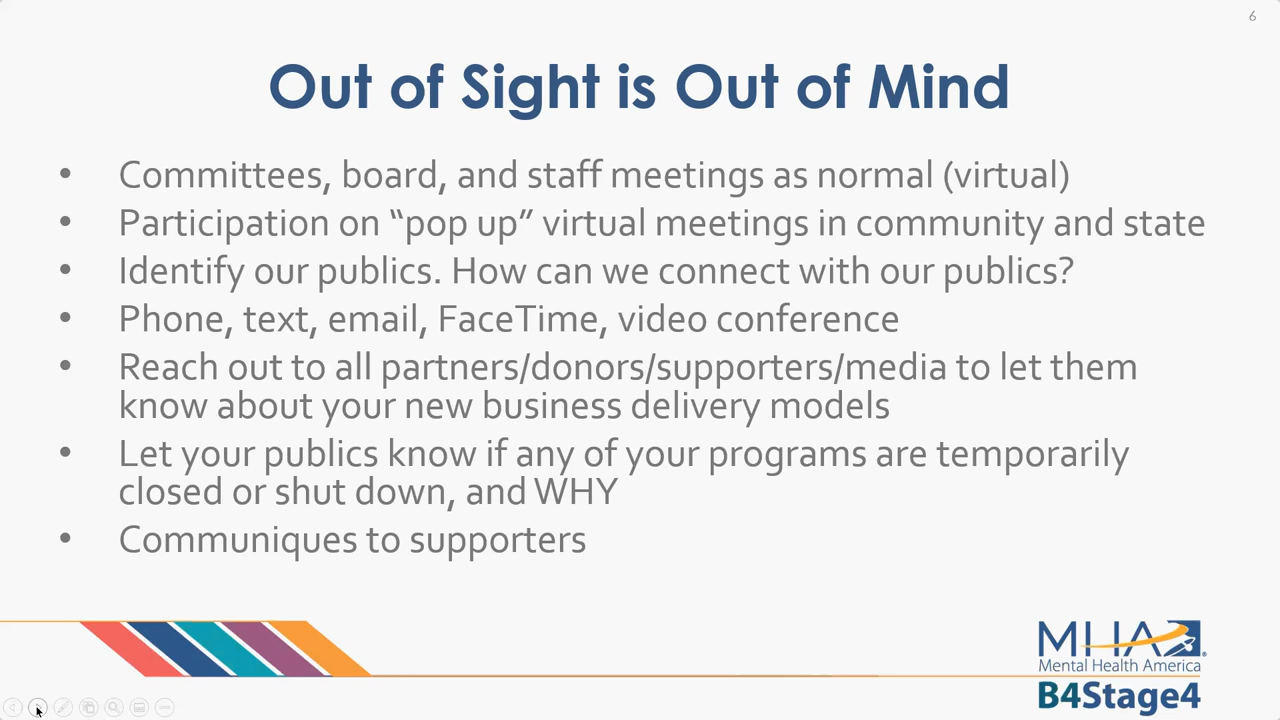 6
Out of Sight is Out of Mind
• Committees, board, and staff meetings as normal (virtual)
• Participation on “pop up” virtual meetings in community and state
• Identify our publics. How can we connect with our publics?
• Phone, text, email, FaceTime, video conference
• Reach out to all partners/donors/supporters/media to let them
know about your new business delivery models
• Let your publics know if any of your programs are temporarily
closed or shut down, and WHY
• Communiques to supporters
MHA®
Mental Health America
B4Stage4